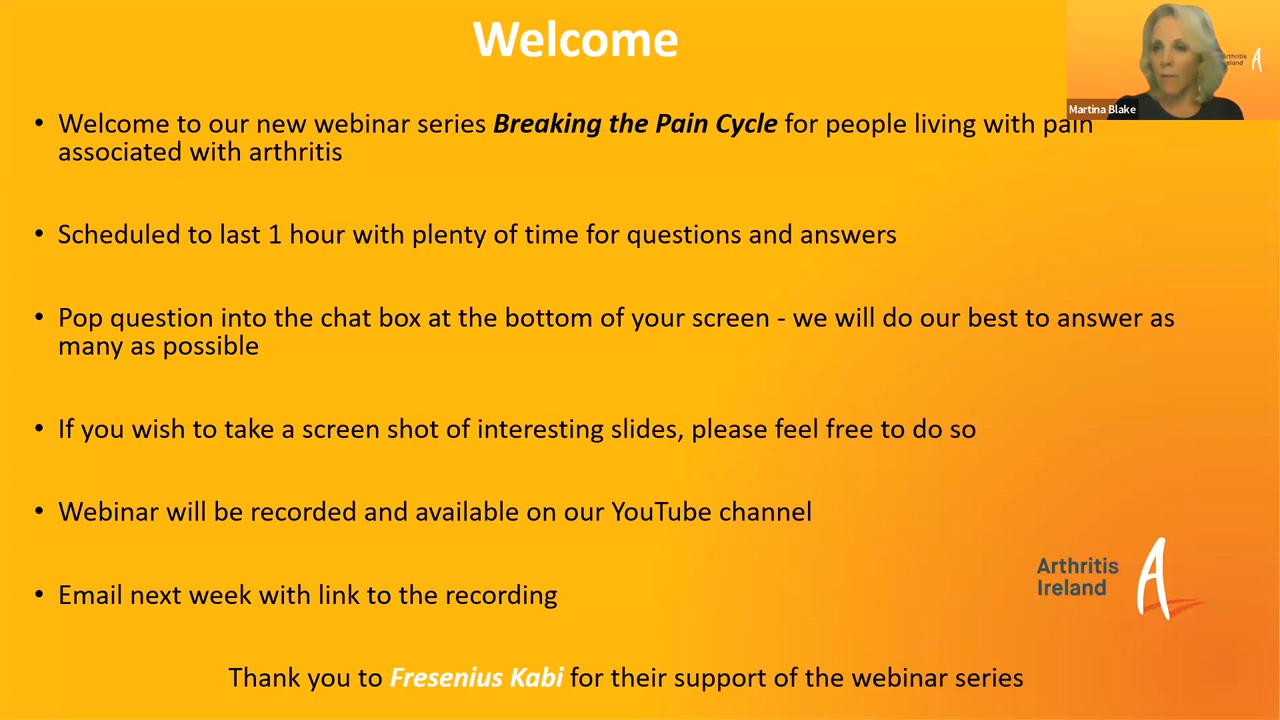 Welcome
• Welcome to our new webinar series Breaking the Pain Cycle for people living with pain
associated with arthritis
• Scheduled to last 1 hour with plenty of time for questions and answers
• Pop question into the chat box at the bottom of your screen - we will do our best to answer as
many as possible
• If you wish to take a screen shot of interesting slides, please feel free to do so
• Webinar will be recorded and available on our YouTube channel
• Email next week with link to the recording
Thank you to Fresenius Kabi for their support of the webinar series
Arthritis
Ireland
Martina Blake
Arthritis
Ireland